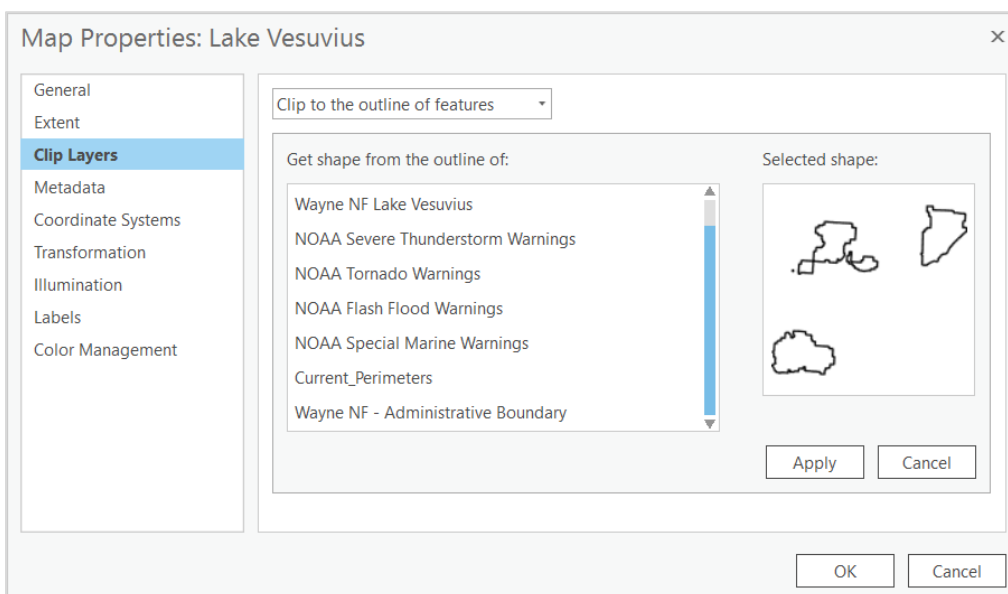 Map Properties: Lake Vesuvius
General
Extent
Clip Layers
Metadata
Coordinate Systems
Transformation
Illumination
Labels
Color Management
Clip to the outline of features
Get shape from the outline of:
Wayne NF Lake Vesuvius
NOAA Severe Thunderstorm Warnings
NOAA Tornado Warnings
NOAA Flash Flood Warnings
NOAA Special Marine Warnings
Current_Perimeters
Wayne NF - Administrative Boundary
Selected shape:
Apply
Cancel
OK
Cancel